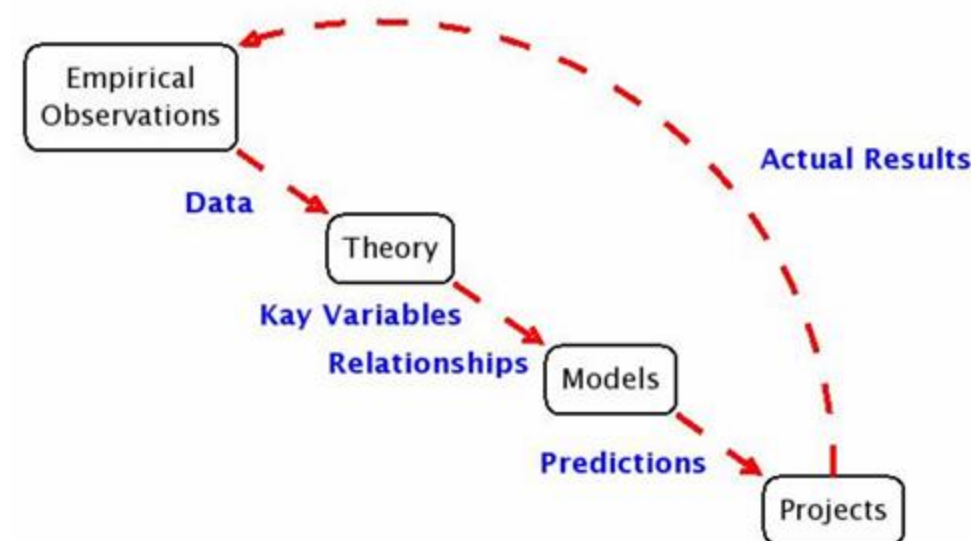 Empirical
Observations
Actual Results
Data
Theory
Kay Variables
Relationships
Models
Predictions
Projects